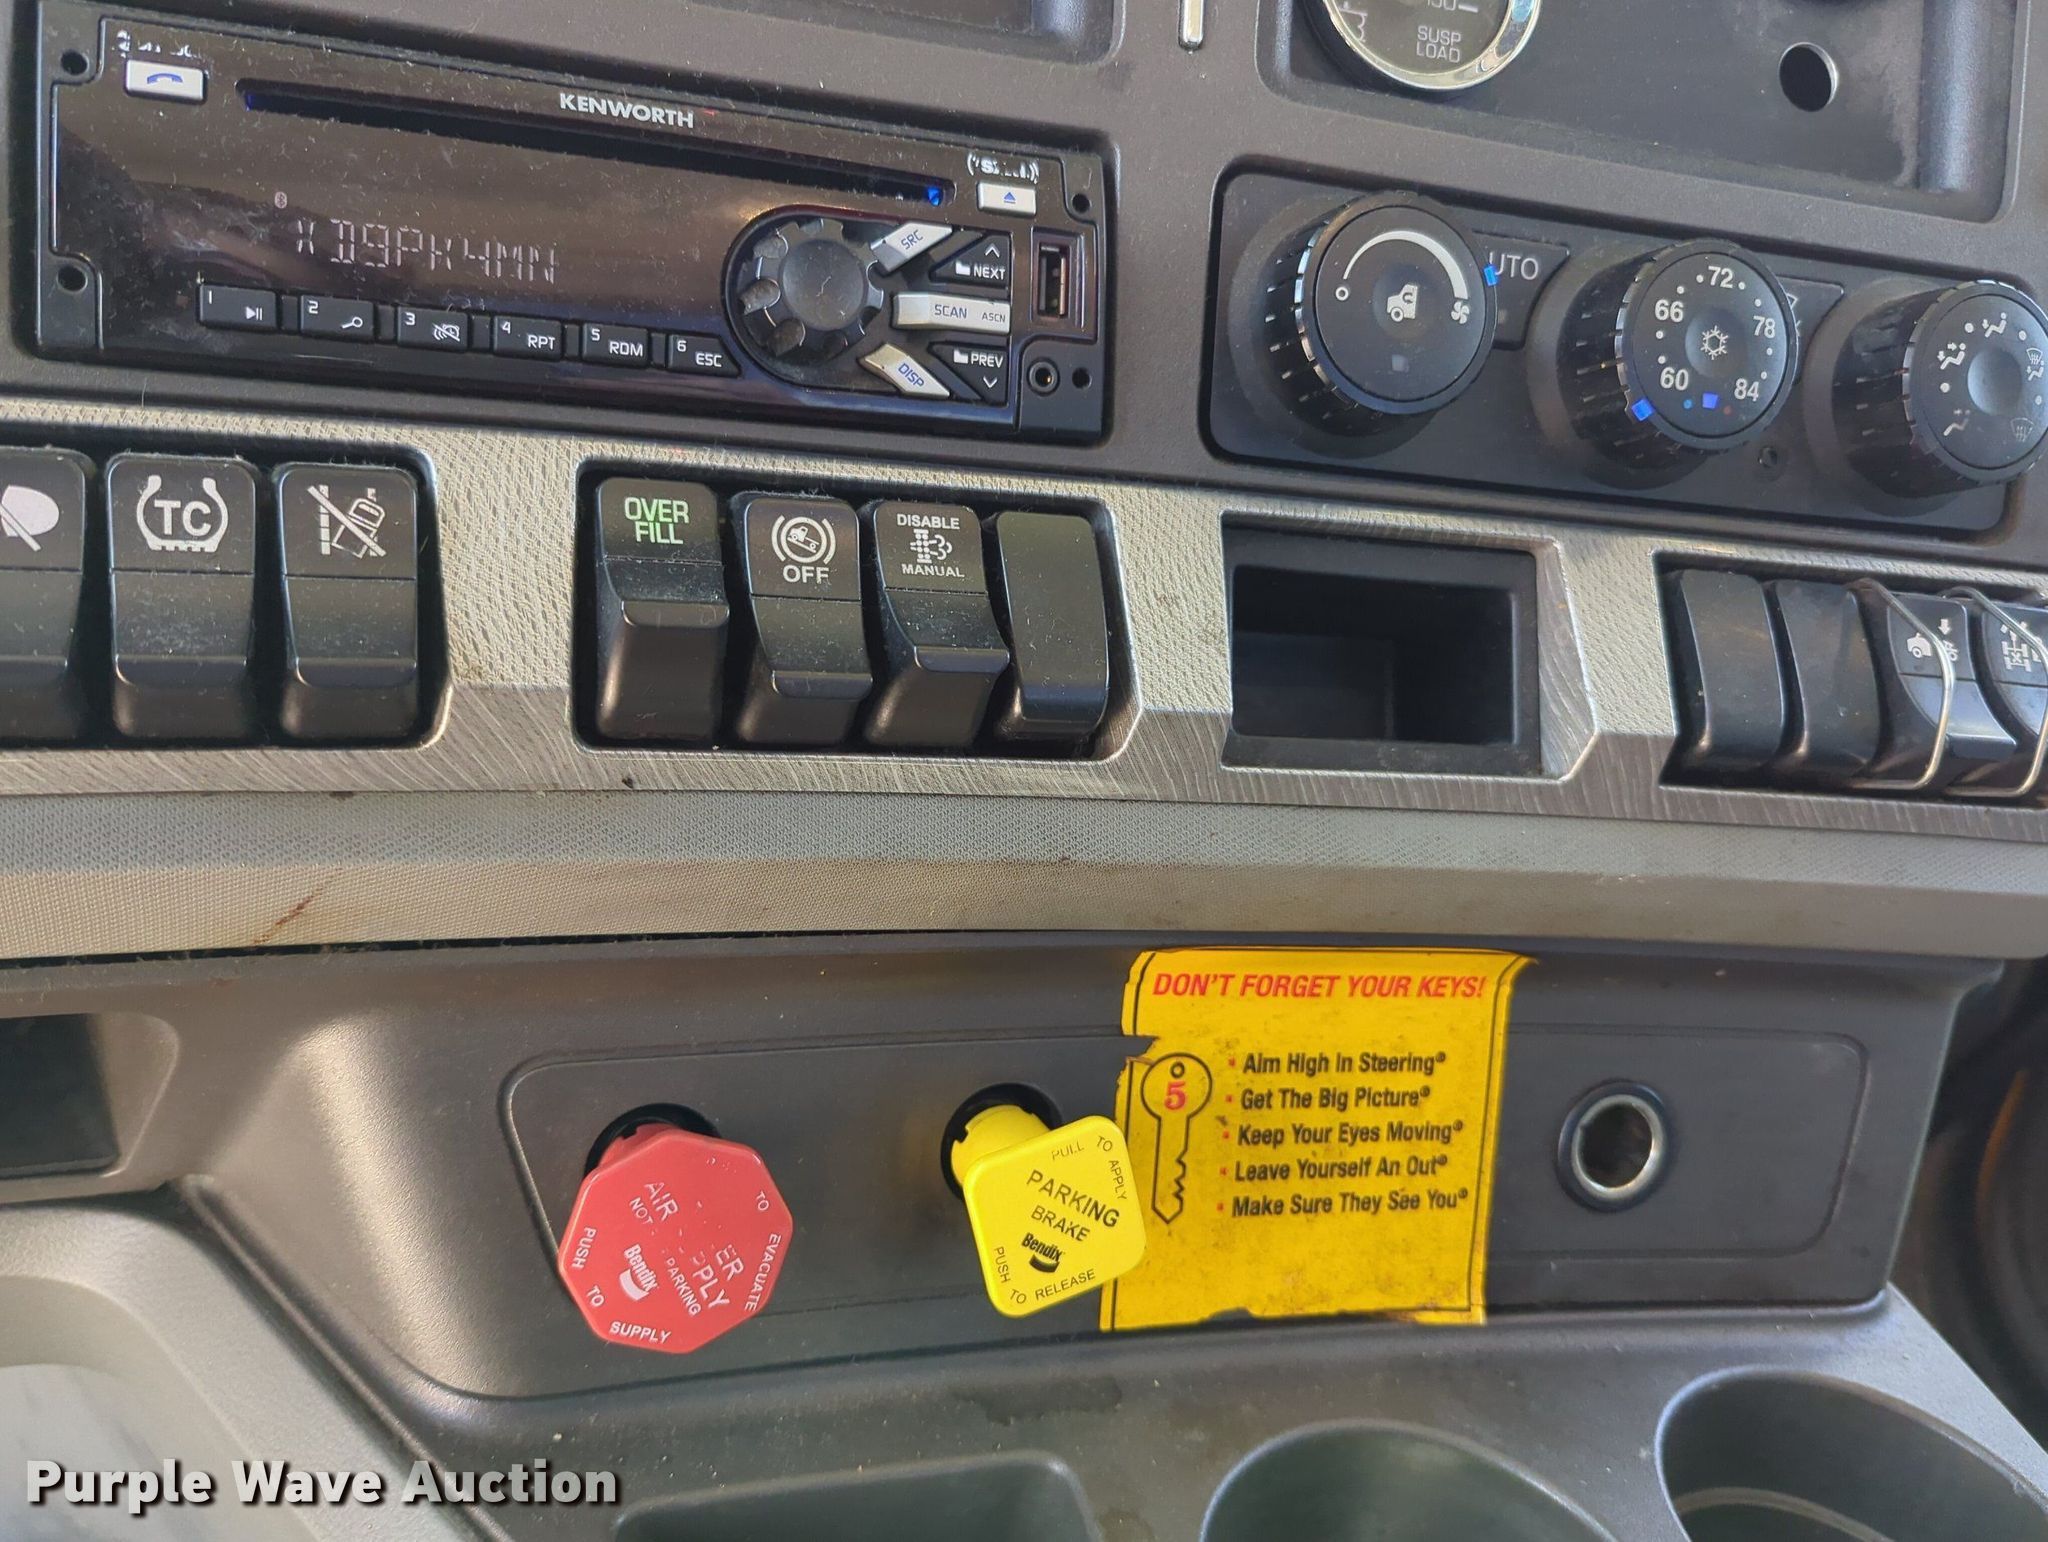 KENWORTH
SUSP
LOAD
X D9PK4MN
SRC
NEXT
SCAN ASCN
PREV
DISP
1
2
3
4 RPT
5 RDM
6 ESC
AUTO
60
66
72
78
84
TC
OVER
FILL
OFF
DISABLE
MANUAL
DON'T FORGET YOUR KEYS!
5
• Aim High In Steering®
• Get The Big Picture®
• Keep Your Eyes Moving®
• Leave Yourself An Out®
• Make Sure They See You®
AIR
NOT PARKING
Bendix
PUSH TO SUPPLY
TO EVACUATE
PULL TO APPLY
PARKING
BRAKE
Bendix
PUSH TO RELEASE
Purple Wave Auction